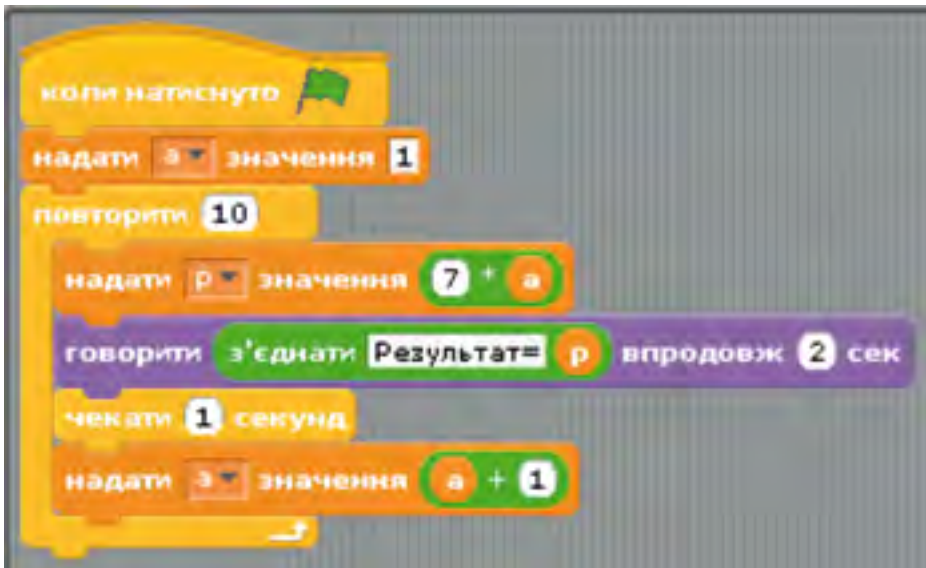 коли натиснуто
надати a значення 1
повторити 10
надати p значення 7 * a
говорити з'єднати Результат= p впродовж 2 сек
чекати 1 секунд
надати a значення a + 1